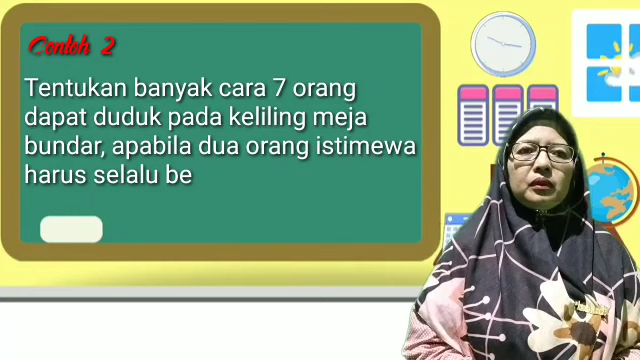 Contoh 2
Tentukan banyak cara 7 orang
dapat duduk pada keliling meja
bundar, apabila dua orang istimewa
harus selalu be